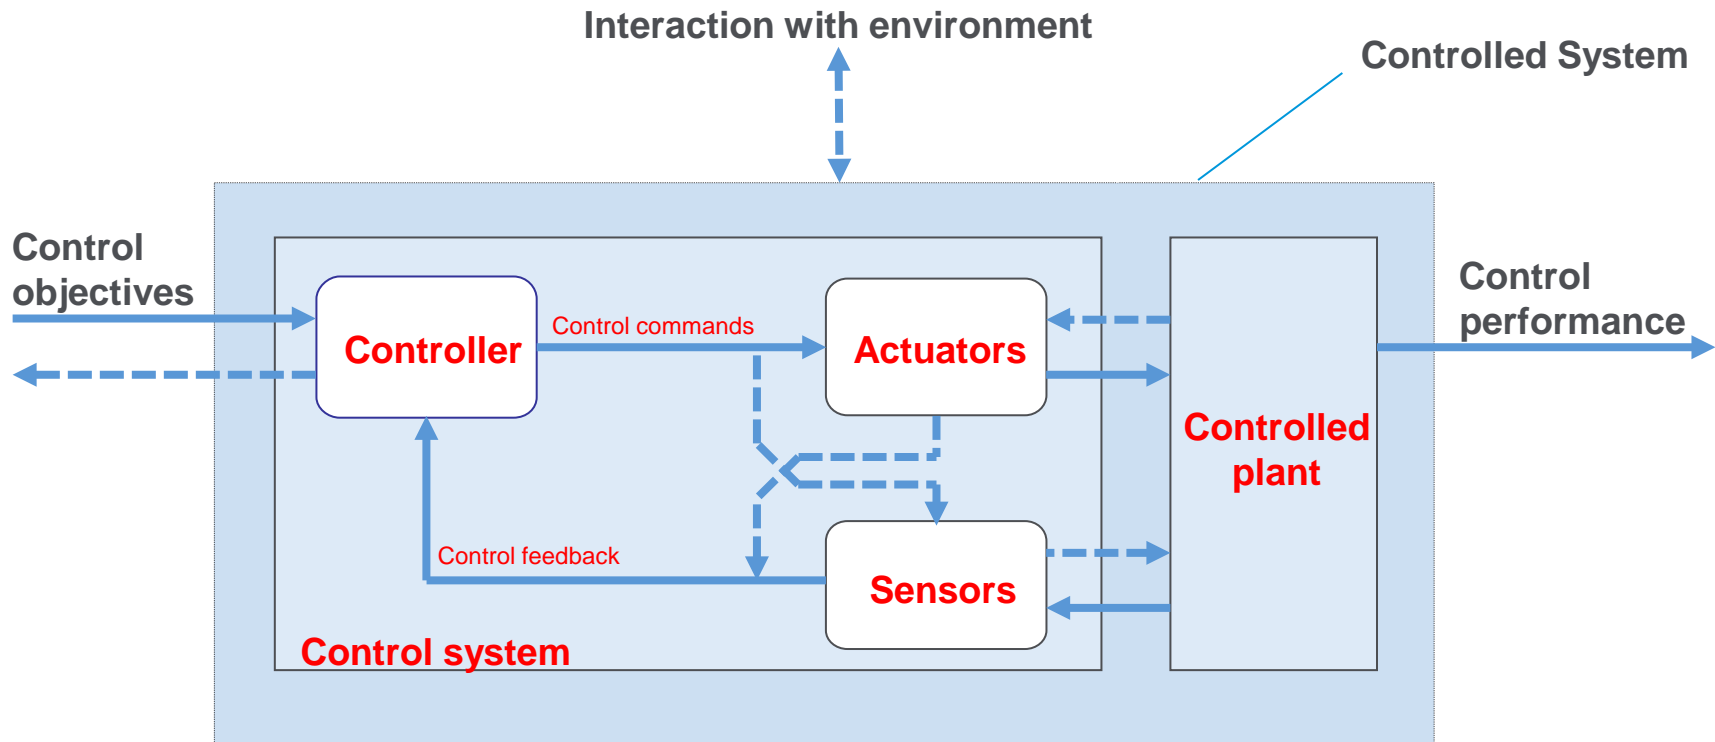 Interaction with environment
Controlled System
Control
objectives
Control
performance
Control commands
Controller
Actuators
Controlled
plant
Control feedback
Sensors
Control system